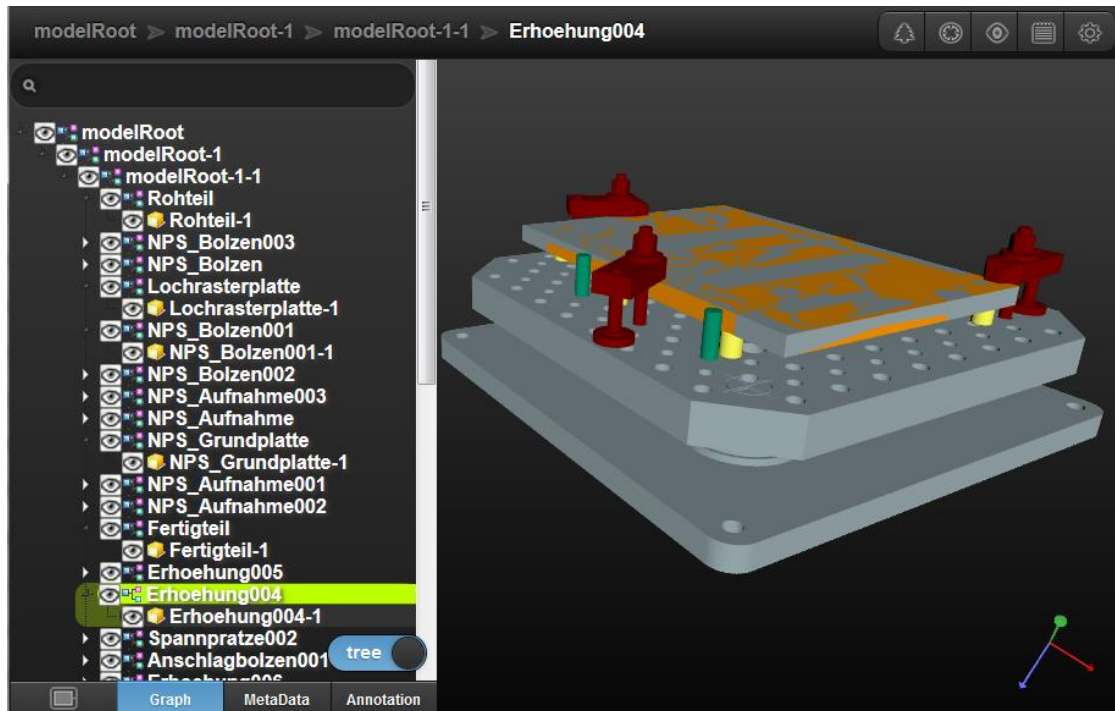 modelRoot > modelRoot-1 > modelRoot-1-1 > Erhoehung004
modelRoot
modelRoot-1
modelRoot-1-1
Rohteil
Rohteil-1
NPS_Bolzen003
NPS_Bolzen
Lochrasterplatte
Lochrasterplatte-1
NPS_Bolzen001
NPS_Bolzen001-1
NPS_Bolzen002
NPS_Aufnahme003
NPS_Aufnahme
NPS_Grundplatte
NPS_Grundplatte-1
NPS_Aufnahme001
NPS_Aufnahme002
Fertigteil
Fertigteil-1
Erhoehung005
Erhoehung004
Erhoehung004-1
Spannpratze002
Anschlagbolzen001
tree
Erhoehung006
Graph MetaData Annotation